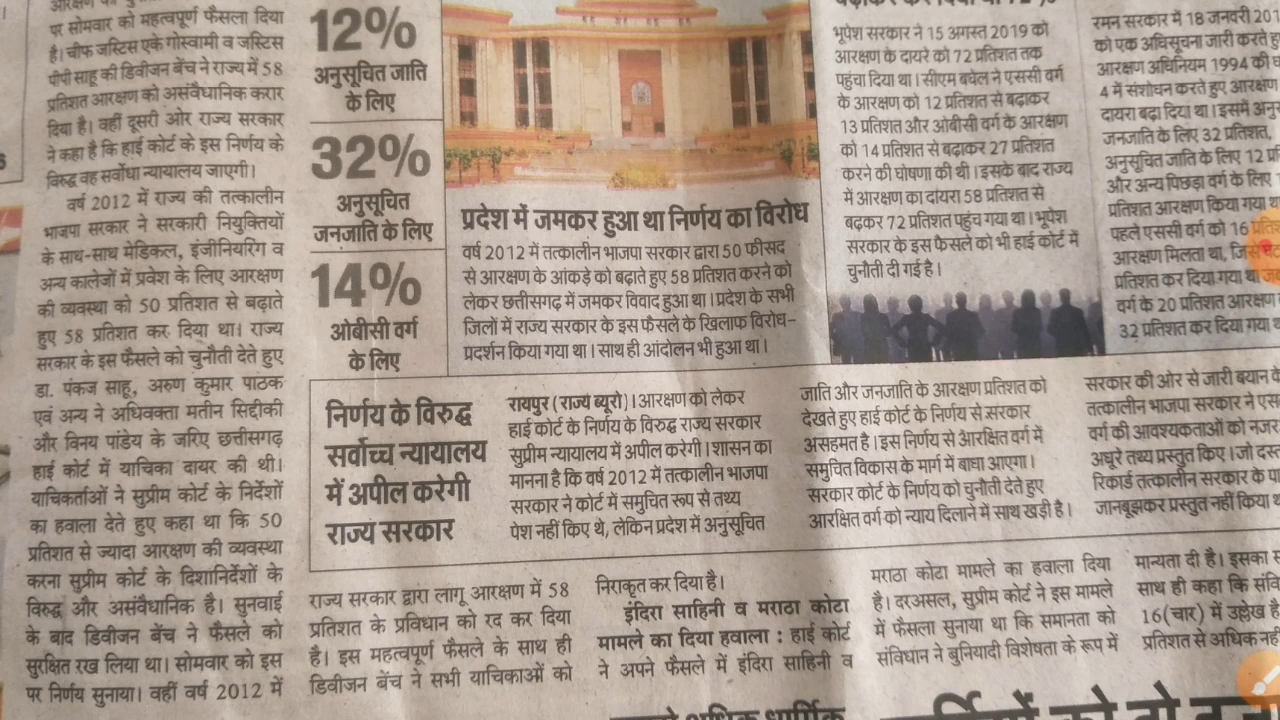 पर सोमवार को महत्वपूर्ण फैसला दिया
है। चीफ जस्टिस एके गोस्वामी व जस्टिस
पीपी साहू की डिवीजन बेंच ने राज्य में 58
प्रतिशत आरक्षण को असंवैधानिक करार
दिया है। वहीं दूसरी ओर राज्य सरकार
ने कहा है कि हाई कोर्ट के इस निर्णय के
विरुद्ध वह सर्वोच्च न्यायालय जाएगी।
वर्ष 2012 में राज्य की तत्कालीन
भाजपा सरकार ने सरकारी नियुक्तियों
के साथ-साथ मेडिकल, इंजीनियरिंग व
अन्य कालेजों में प्रवेश के लिए आरक्षण
की व्यवस्था को 50 प्रतिशत से बढ़ाते
हुए 58 प्रतिशत कर दिया था। राज्य
सरकार के इस फैसले को चुनौती देते हुए
डा. पंकज साहू, अरुण कुमार पाठक
एवं अन्य ने अधिवक्ता मतीन सिद्दीकी
और विनय पांडेय के जरिए छत्तीसगढ़
हाई कोर्ट में याचिका दायर की थी।
याचिकर्ताओं ने सुप्रीम कोर्ट के निर्देशों
का हवाला देते हुए कहा था कि 50
प्रतिशत से ज्यादा आरक्षण की व्यवस्था
करना सुप्रीम कोर्ट के दिशानिर्देशों के
विरुद्ध और असंवैधानिक है। सुनवाई
के बाद डिवीजन बेंच ने फैसले को
सुरक्षित रख लिया था। सोमवार को इस
पर निर्णय सुनाया। वहीं वर्ष 2012 में
12%
अनुसूचित जाति
के लिए
32%
अनुसूचित
जनजाति के लिए
14%
ओबीसी वर्ग
के लिए
प्रदेश में जमकर हुआ था निर्णय का विरोध
वर्ष 2012 में तत्कालीन भाजपा सरकार द्वारा 50 फीसद
से आरक्षण के आंकड़े को बढ़ाते हुए 58 प्रतिशत करने को
लेकर छत्तीसगढ़ में जमकर विवाद हुआ था। प्रदेश के सभी
जिलों में राज्य सरकार के इस फैसले के खिलाफ विरोध-
प्रदर्शन किया गया था। साथ ही आंदोलन भी हुआ था।
भूपेश सरकार ने 15 अगस्त 2019 को
आरक्षण के दायरे को 72 प्रतिशत तक
पहुंचा दिया था। सीएम बघेल ने एससी वर्ग
के आरक्षण को 12 प्रतिशत से बढ़ाकर
13 प्रतिशत और ओबीसी वर्ग के आरक्षण
को 14 प्रतिशत से बढ़ाकर 27 प्रतिशत
करने की घोषणा की थी। इसके बाद राज्य
में आरक्षण का दायरा 58 प्रतिशत से
बढ़कर 72 प्रतिशत पहुंच गया था। भूपेश
सरकार के इस फैसले को भी हाई कोर्ट में
चुनौती दी गई है।
रमन सरकार में 18 जनवरी 201
को एक अधिसूचना जारी करते हु
आरक्षण अधिनियम 1994 की ध
4 में संशोधन करते हुए आरक्षण
दायरा बढ़ा दिया था। इसमें अनु
जनजाति के लिए 32 प्रतिशत,
अनुसूचित जाति के लिए 12 प्र
और अन्य पिछड़ा वर्ग के लिए 1
प्रतिशत आरक्षण किया गया थ
पहले एससी वर्ग को 16 प्रति
आरक्षण मिलता था,
प्रतिशत कर दिया गया था
वर्ग के 20 प्रतिशत आरक्षण
32 प्रतिशत कर दिया गया थ
निर्णय के विरुद्ध
सर्वोच्च न्यायालय
में अपील करेगी
राज्य सरकार
रायपुर (राज्य ब्यूरो)। आरक्षण को लेकर
हाई कोर्ट के निर्णय के विरुद्ध राज्य सरकार
सुप्रीम न्यायालय में अपील करेगी। शासन का
मानना है कि वर्ष 2012 में तत्कालीन भाजपा
सरकार ने कोर्ट में समुचित रूप से तथ्य
पेश नहीं किए थे, लेकिन प्रदेश में अनुसूचित
जाति और जनजाति के आरक्षण प्रतिशत को
देखते हुए हाई कोर्ट के निर्णय से सरकार
असहमत है। इस निर्णय से आरक्षित वर्ग में
समुचित विकास के मार्ग में बाधा आएगा।
सरकार कोर्ट के निर्णय को चुनौती देते हुए
आरक्षित वर्ग को न्याय दिलाने में साथ खड़ी है।
सरकार की ओर से जारी बयान के
तत्कालीन भाजपा सरकार ने एस
वर्ग की आवश्यकताओं को नजर
अधूरे तथ्य प्रस्तुत किए। जो दस्त
रिकार्ड तत्कालीन सरकार के पा
जानबूझकर प्रस्तुत नहीं किया थ
राज्य सरकार द्वारा लागू आरक्षण में 58
प्रतिशत के प्रविधान को रद कर दिया
है। इस महत्वपूर्ण फैसले के साथ ही
डिवीजन बेंच ने सभी याचिकाओं को
निराकृत कर दिया है।
इंदिरा साहिनी व मराठा कोटा
मामले का दिया हवाला : हाई कोर्ट
ने अपने फैसले में इंदिरा साहिनी व
मराठा कोटा मामले का हवाला दिया
है। दरअसल, सुप्रीम कोर्ट ने इस मामले
में फैसला सुनाया था कि समानता को
संविधान ने बुनियादी विशेषता के रूप में
मान्यता दी है। इसका
साथ ही कहा कि संवि
16(चार) में उल्लेख है
प्रतिशत से अधिक नह